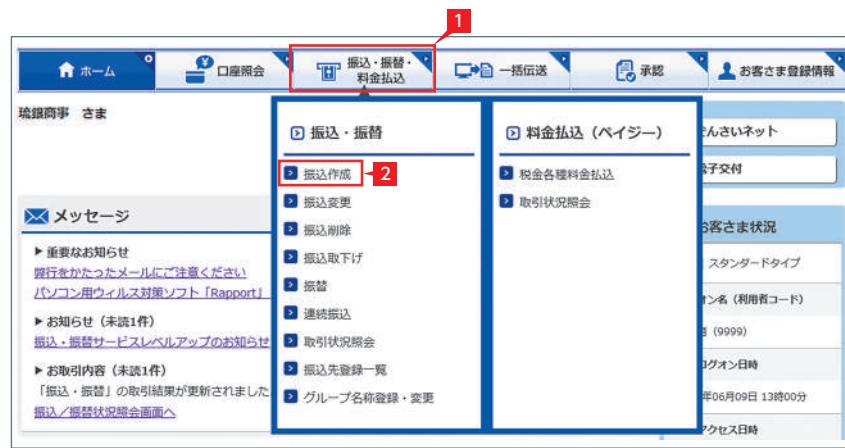 1
ホーム
口座照会
振込・振替・
料金払込
一括伝送
承認
お客さま登録情報
琉銀商事 さま
振込・振替
振込作成
2
振込変更
振込削除
振込取下げ
振替
連続振込
取引状況照会
振込先登録一覧
グループ名称登録・変更
料金払込（ペイジー）
税金各種料金払込
取引状況照会
んさいネット
子交付
メッセージ
▶ 重要なお知らせ
弊行をかたったメールにご注意ください
パソコン用ウィルス対策ソフト「Rapport」
▶ お知らせ（未読1件）
振込・振替サービスレベルアップのお知らせ
▶ お取引内容（未読1件）
「振込・振替」の取引結果が更新されました
振込／振替状況照会画面へ
客さま状況
スタンダードタイプ
オン名（利用者コード）
（9999）
ログオン日時
年06月09日 13時00分
アクセス日時